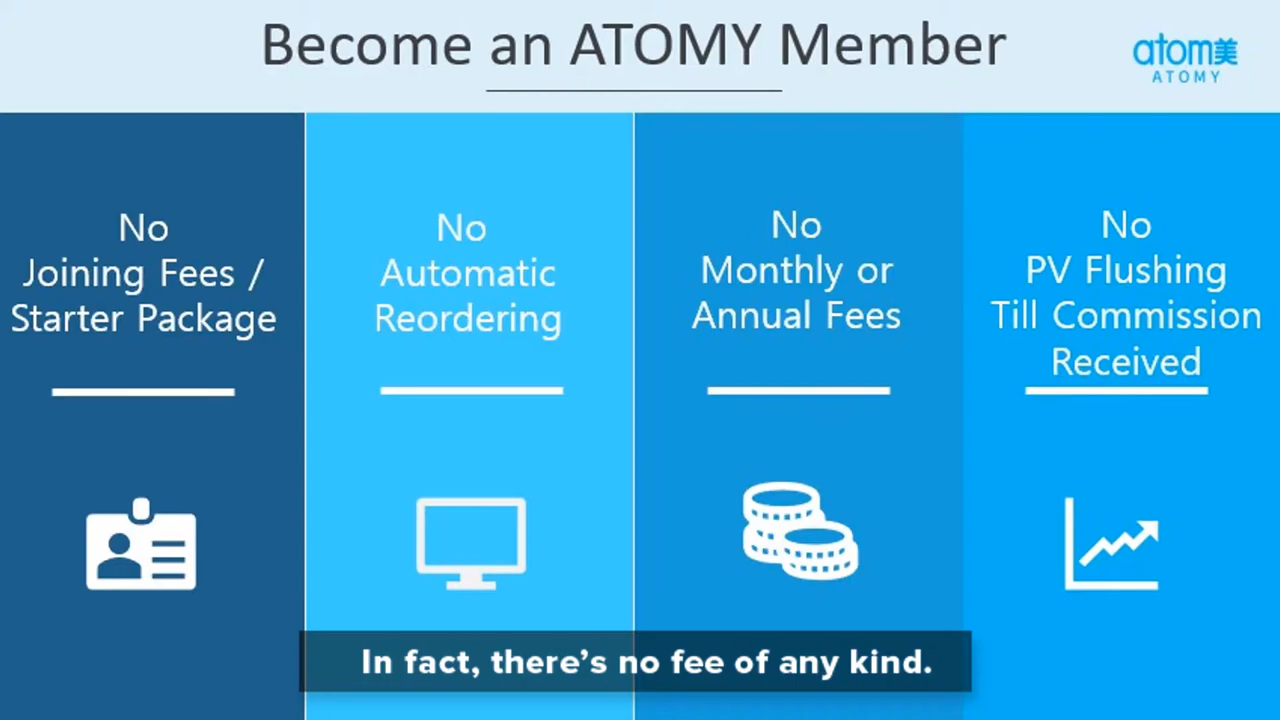 Become an ATOMY Member
atom美
ATOMY
No
Joining Fees /
Starter Package
No
Automatic
Reordering
No
Monthly or
Annual Fees
No
PV Flushing
Till Commission
Received
In fact, there’s no fee of any kind.